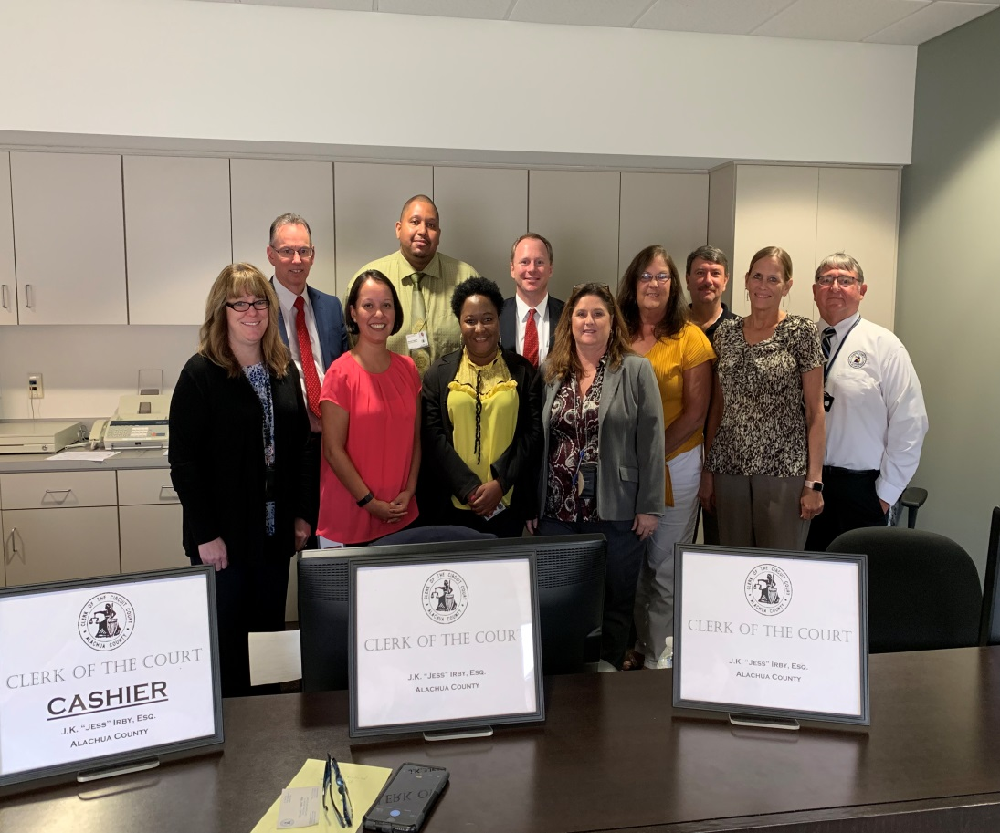 CLERK OF THE CIRCUIT COURT
ALACHUA COUNTY
CLERK OF THE COURT
CASHIER
J.K. "JESS" IRBY, ESQ.
ALACHUA COUNTY
CLERK OF THE CIRCUIT COURT
ALACHUA COUNTY
CLERK OF THE COURT
J.K. "JESS" IRBY, ESQ.
ALACHUA COUNTY
CLERK OF THE CIRCUIT COURT
ALACHUA COUNTY
CLERK OF THE COURT
J.K. "JESS" IRBY, ESQ.
ALACHUA COUNTY